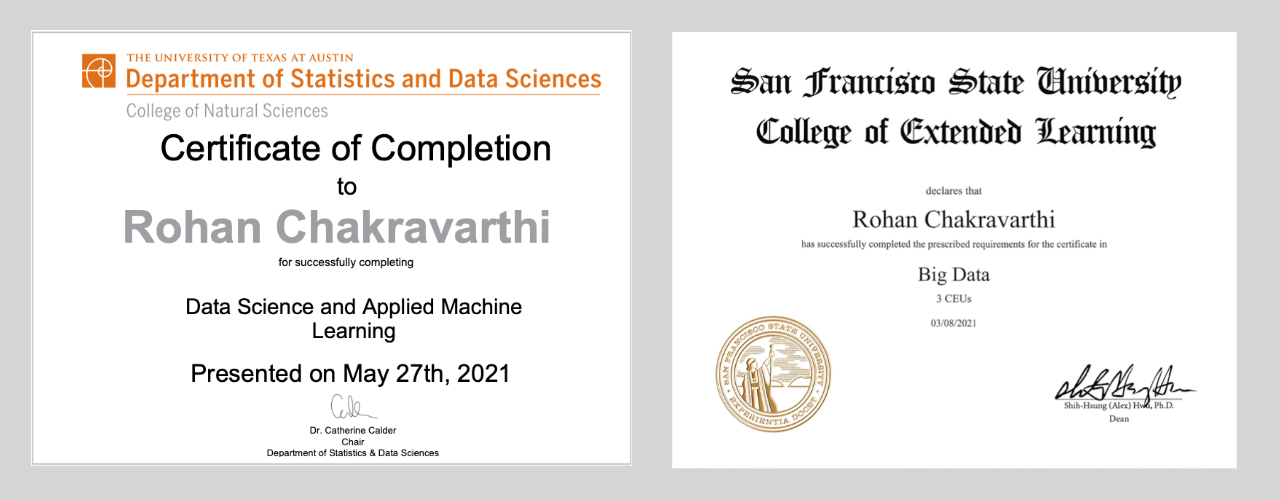 THE UNIVERSITY OF TEXAS AT AUSTIN
Department of Statistics and Data Sciences
College of Natural Sciences
Certificate of Completion
to
Rohan Chakravarthi
for successfully completing
Data Science and Applied Machine
Learning
Presented on May 27th, 2021
Dr. Catherine Calder
Chair
Department of Statistics & Data Sciences
San Francisco State University
College of Extended Learning
declares that
Rohan Chakravarthi
has successfully completed the prescribed requirements for the certificate in
Big Data
3 CEUs
03/08/2021
SAN FRANCISCO STATE UNIVERSITY
EXPERIENTIA DOCET
Shih-Hsung (Alex) Hwu, Ph.D.
Dean